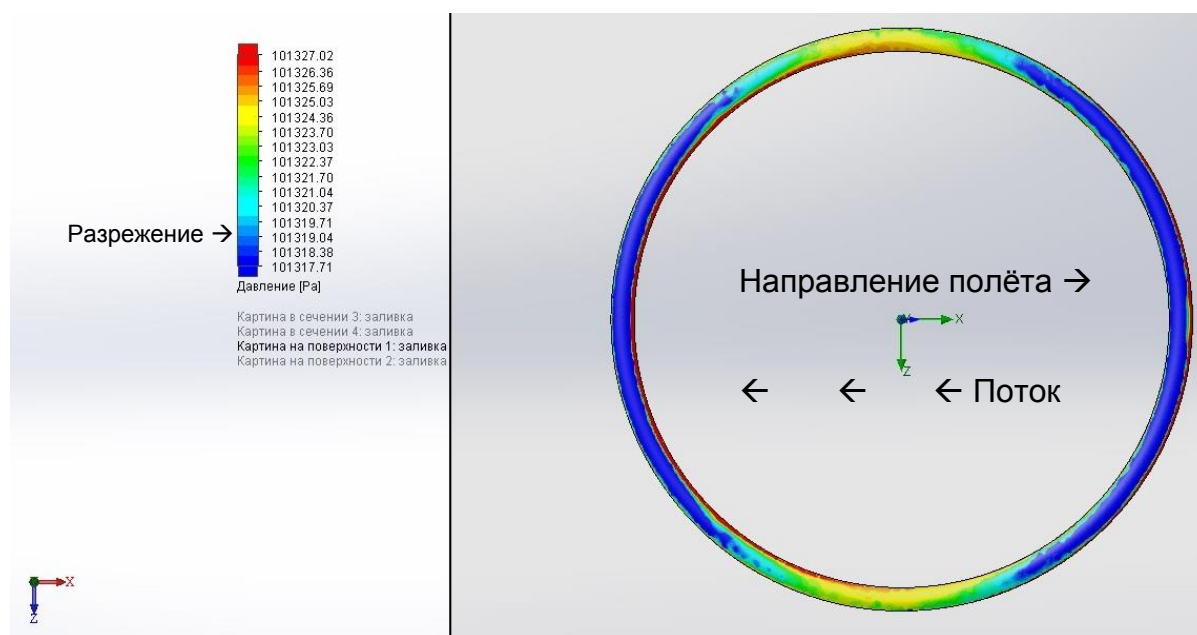 101327.02
101326.36
101325.69
101325.03
101324.36
101323.70
101323.03
101322.37
101321.70
101321.04
101320.37
101319.71
Разрежение →
101319.04
101318.38
101317.71
Давление [Pa]
Картина в сечении 3: заливка
Картина в сечении 4: заливка
Картина на поверхности 1: заливка
Картина на поверхности 2: заливка
Направление полёта →
X
Z
← ← ← Поток
X
Z